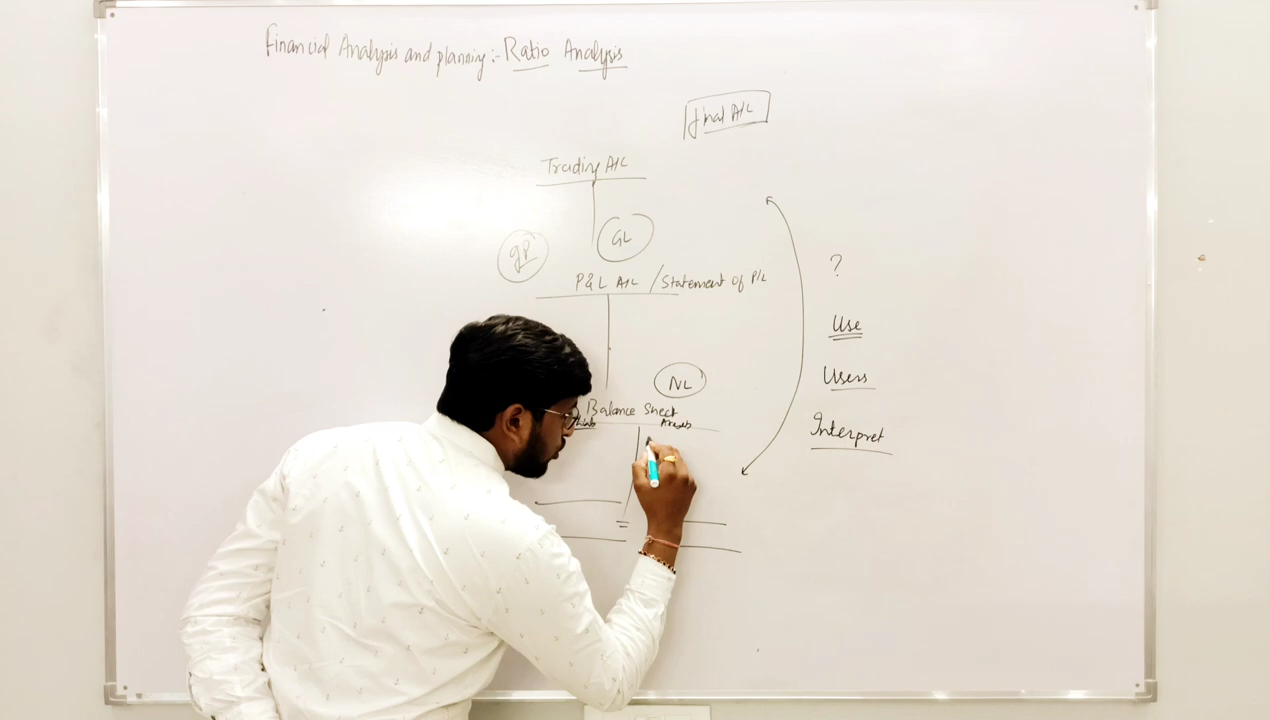 Financial Analysis and planning:- Ratio Analysis
final A/c
Trading A/c
GP
GL
P&L A/c / Statement of P/L
?
Use
NL
Users
Balance Sheet
Assets
Interpret
=